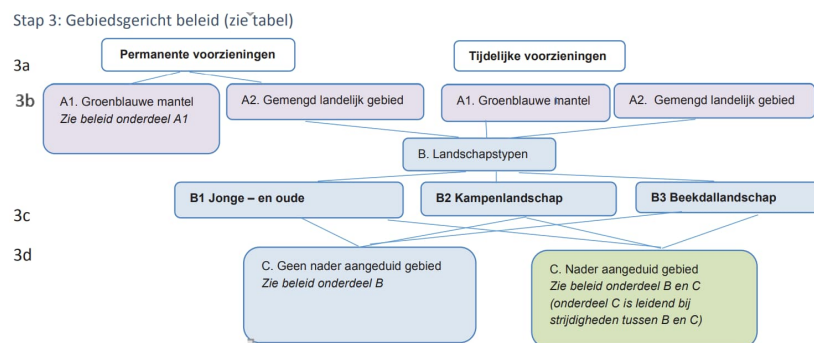 Stap 3: Gebiedsgericht beleid (zie tabel)
Permanente voorzieningen
Tijdelijke voorzieningen
3a
3b
A1. Groenblauwe mantel
Zie beleid onderdeel A1
A2. Gemengd landelijk gebied
A1. Groenblauwe mantel
A2. Gemengd landelijk gebied
B. Landschapstypen
B1 Jonge – en oude
B2 Kampenlandschap
B3 Beekdallandschap
3c
3d
C. Geen nader aangeduid gebied
Zie beleid onderdeel B
C. Nader aangeduid gebied
Zie beleid onderdeel B en C
(onderdeel C is leidend bij
strijdigheden tussen B en C)